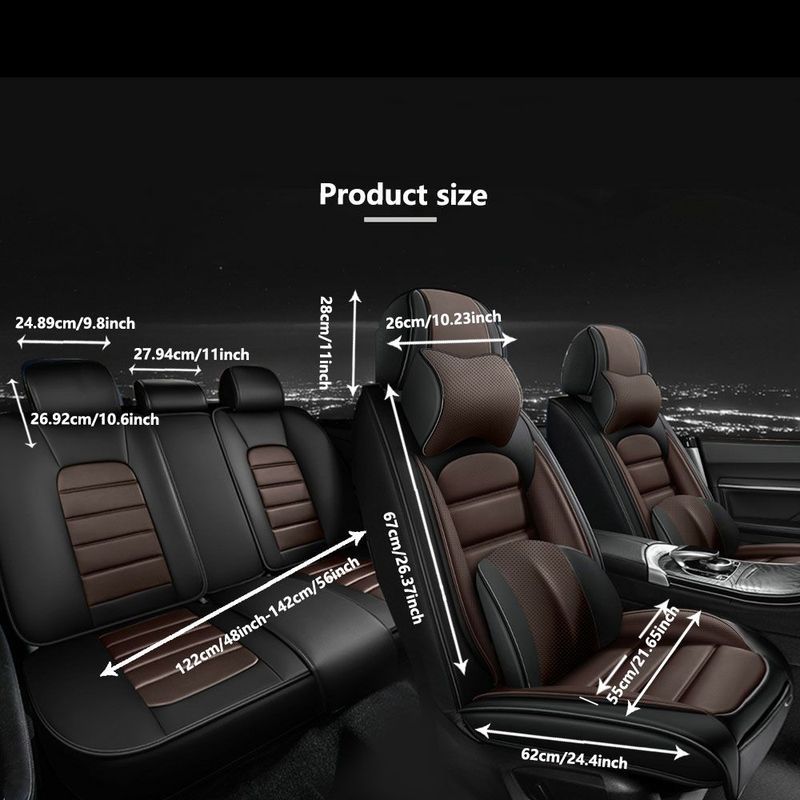 Product size
24.89cm/9.8inch
27.94cm/11inch
26.92cm/10.6inch
28cm/11inch
26cm/10.23inch
67cm/26.37inch
122cm/48inch-142cm/56inch
55cm/21.65inch
62cm/24.4inch